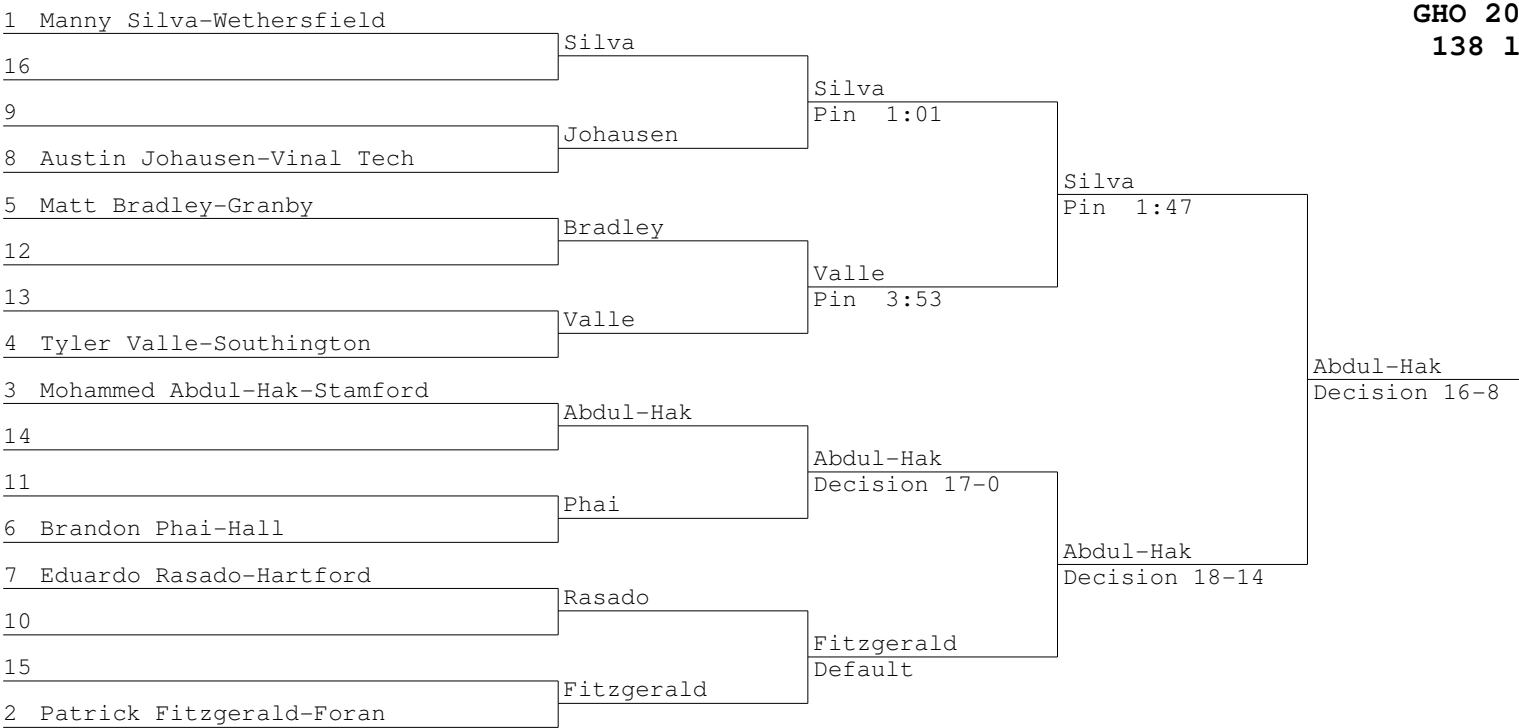 GHO 20
138 l
1 Manny Silva-Wethersfield
16
9
8 Austin Johausen-Vinal Tech
5 Matt Bradley-Granby
12
13
4 Tyler Valle-Southington
3 Mohammed Abdul-Hak-Stamford
14
11
6 Brandon Phai-Hall
7 Eduardo Rasado-Hartford
10
15
2 Patrick Fitzgerald-Foran
Silva
Johausen
Bradley
Valle
Abdul-Hak
Phai
Rasado
Fitzgerald
Silva
Pin 1:01
Valle
Pin 3:53
Abdul-Hak
Decision 17-0
Fitzgerald
Default
Silva
Pin 1:47
Abdul-Hak
Decision 18-14
Abdul-Hak
Decision 16-8